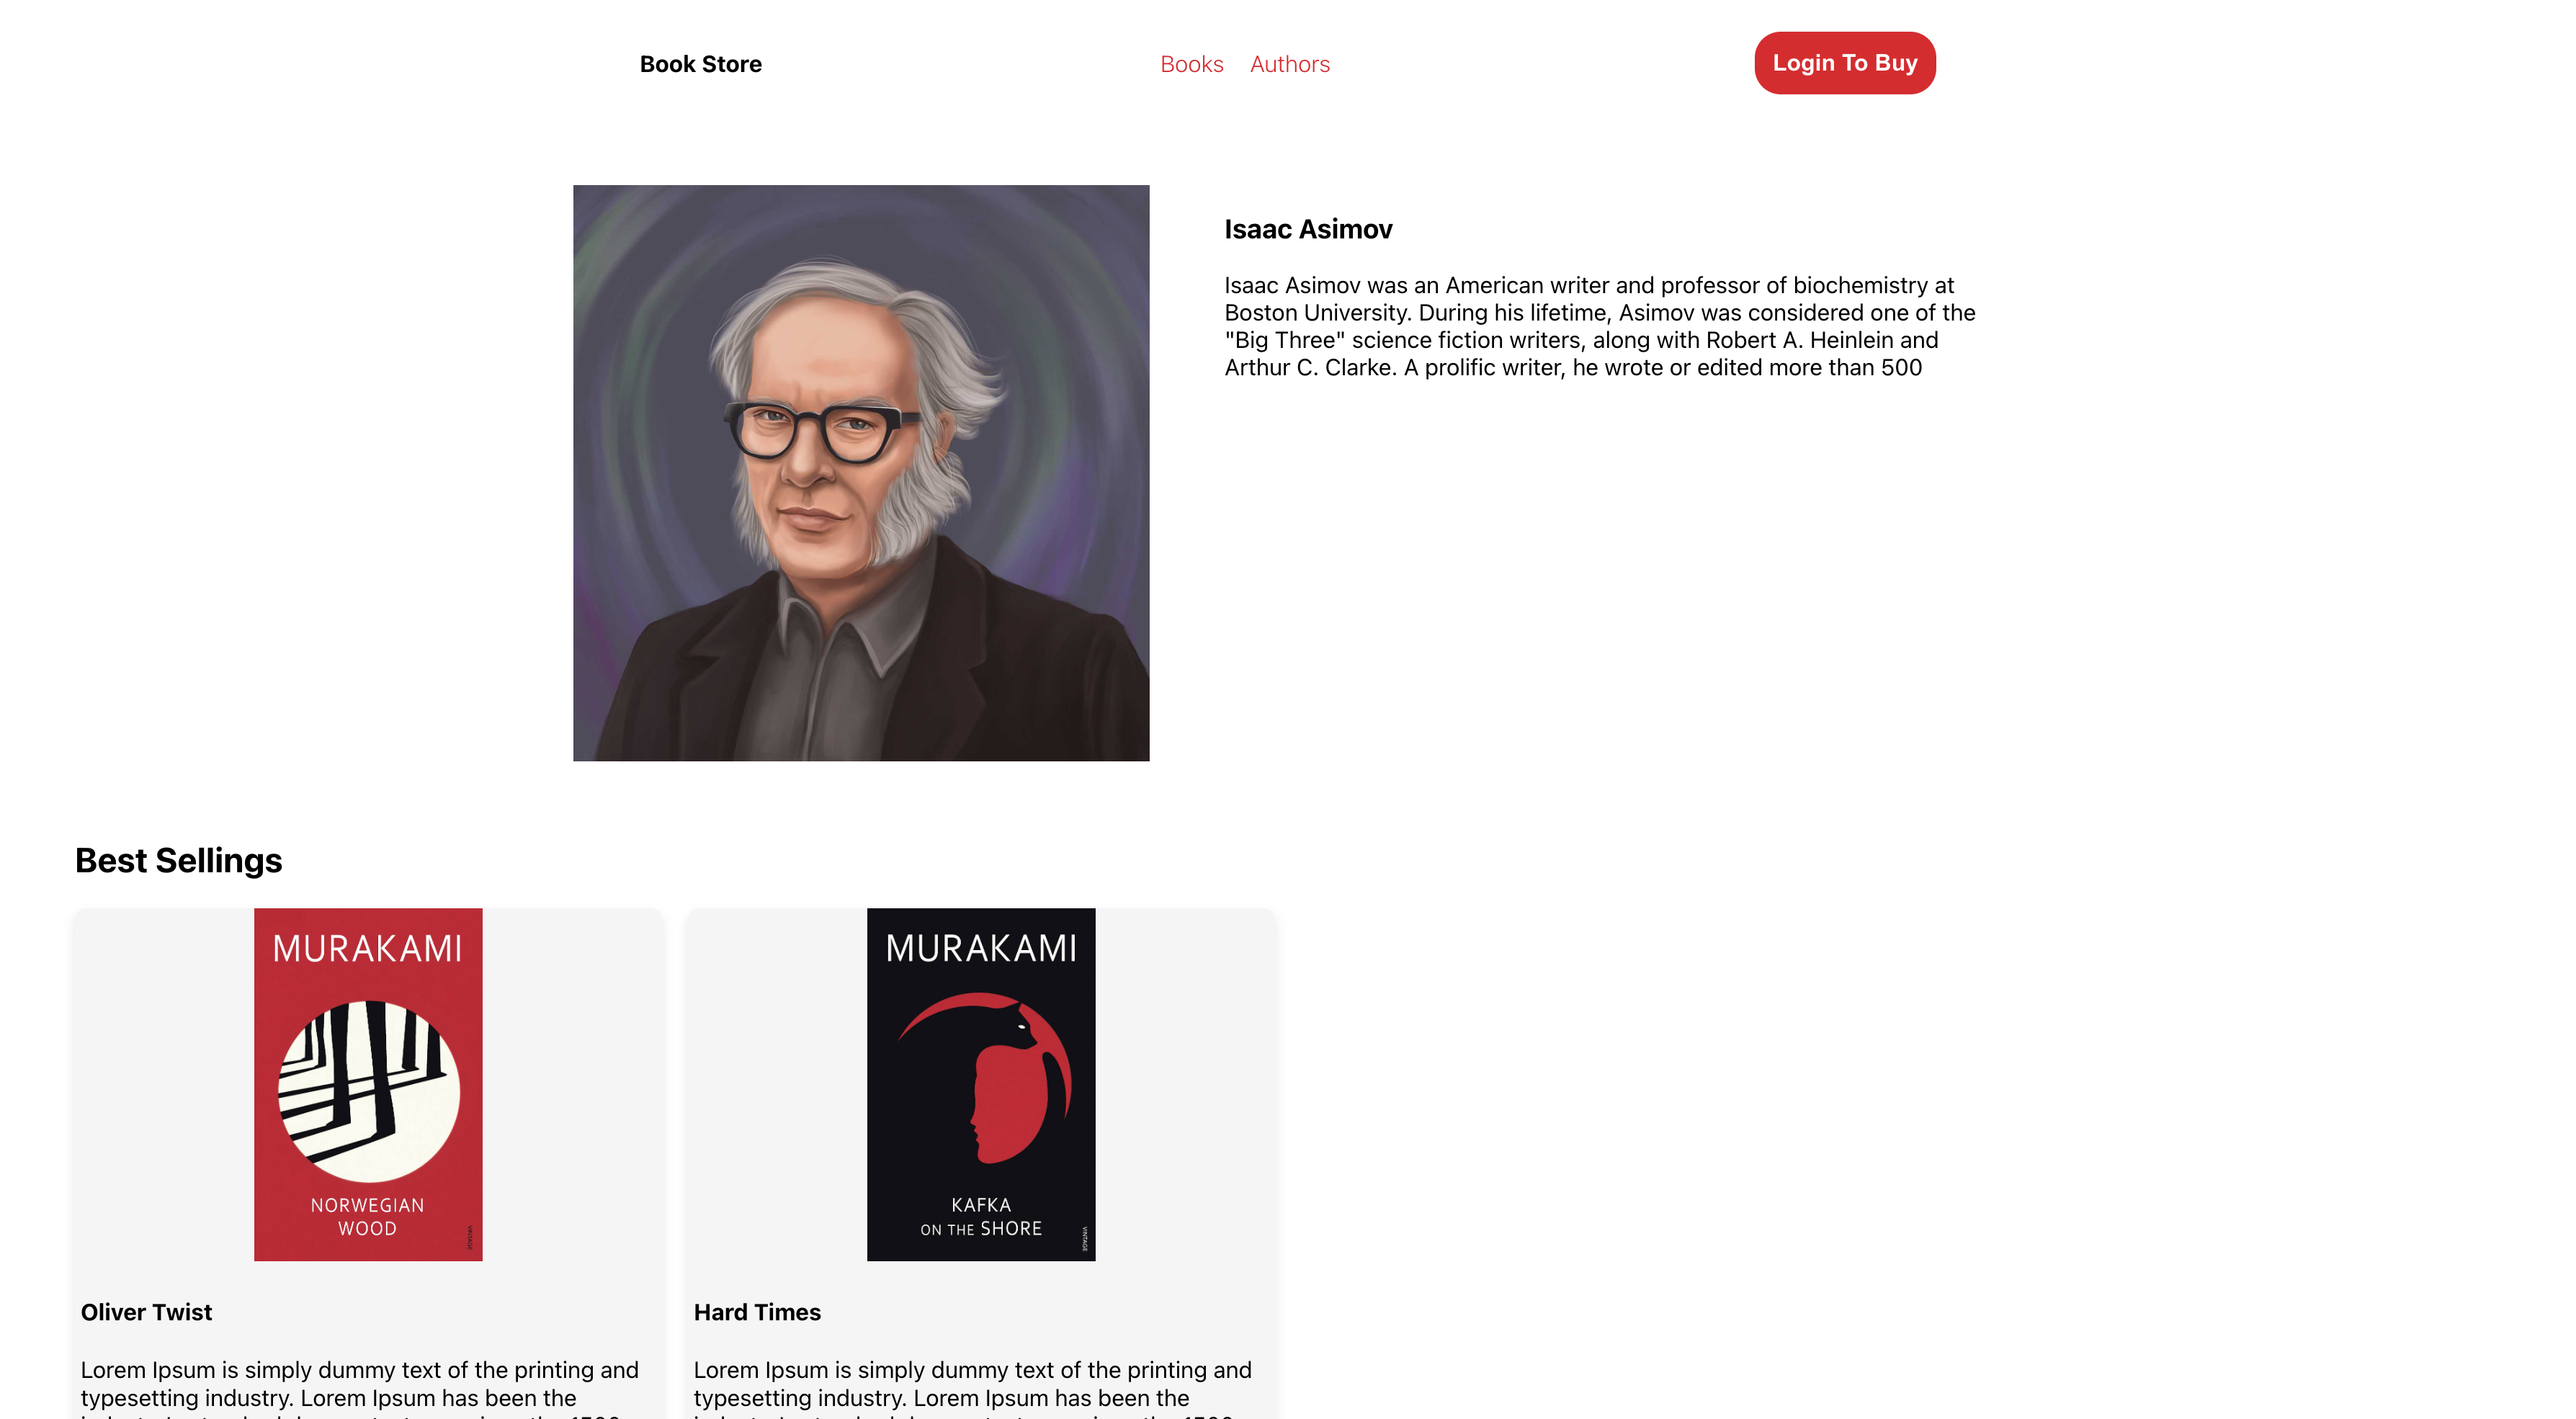 Book Store
Books Authors
Login To Buy
Isaac Asimov
Isaac Asimov was an American writer and professor of biochemistry at
Boston University. During his lifetime, Asimov was considered one of the
"Big Three" science fiction writers, along with Robert A. Heinlein and
Arthur C. Clarke. A prolific writer, he wrote or edited more than 500
Best Sellings
MURAKAMI
NORWEGIAN
WOOD
VINTAGE
Oliver Twist
Lorem Ipsum is simply dummy text of the printing and
typesetting industry. Lorem Ipsum has been the
MURAKAMI
KAFKA
ON THE SHORE
VINTAGE
Hard Times
Lorem Ipsum is simply dummy text of the printing and
typesetting industry. Lorem Ipsum has been the